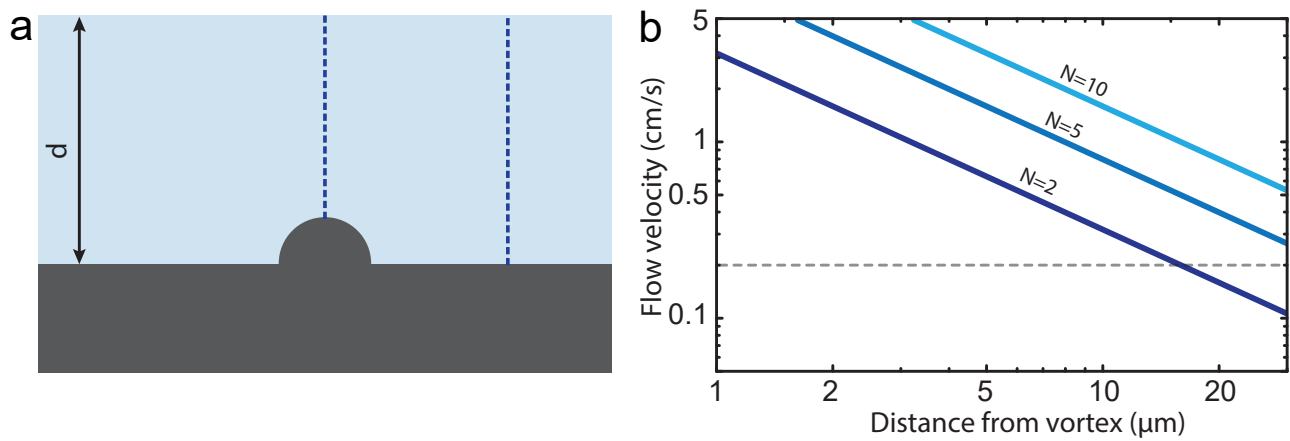 a
d
b
Flow velocity (cm/s)
5
1
0.5
0.1
N=10
N=5
N=2
1
2
5
10
20
Distance from vortex (μm)